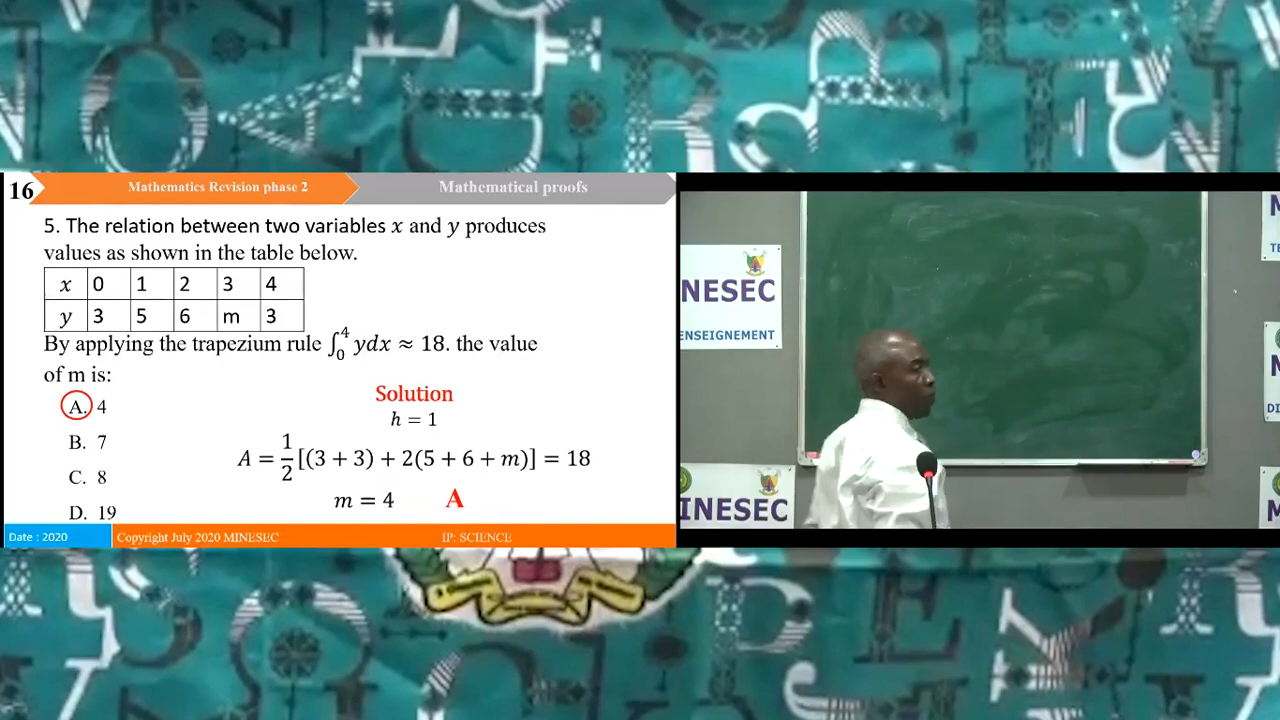 16
Mathematics Revision phase 2
Mathematical proofs
5. The relation between two variables x and y produces
values as shown in the table below.
x 0 1 2 3 4
y 3 5 6 m 3
By applying the trapezium rule ∫₀⁴ ydx ≈ 18. the value
of m is:
A. 4
B. 7
C. 8
D. 19
Solution
h = 1
A = 1/2 [(3 + 3) + 2(5 + 6 + m)] = 18
m = 4 A
Date : 2020
Copyright July 2020 MINESEC
IP: SCIENCE
NESEC
ENSEIGNEMENT
MINESEC
M
TE
M
DI
M